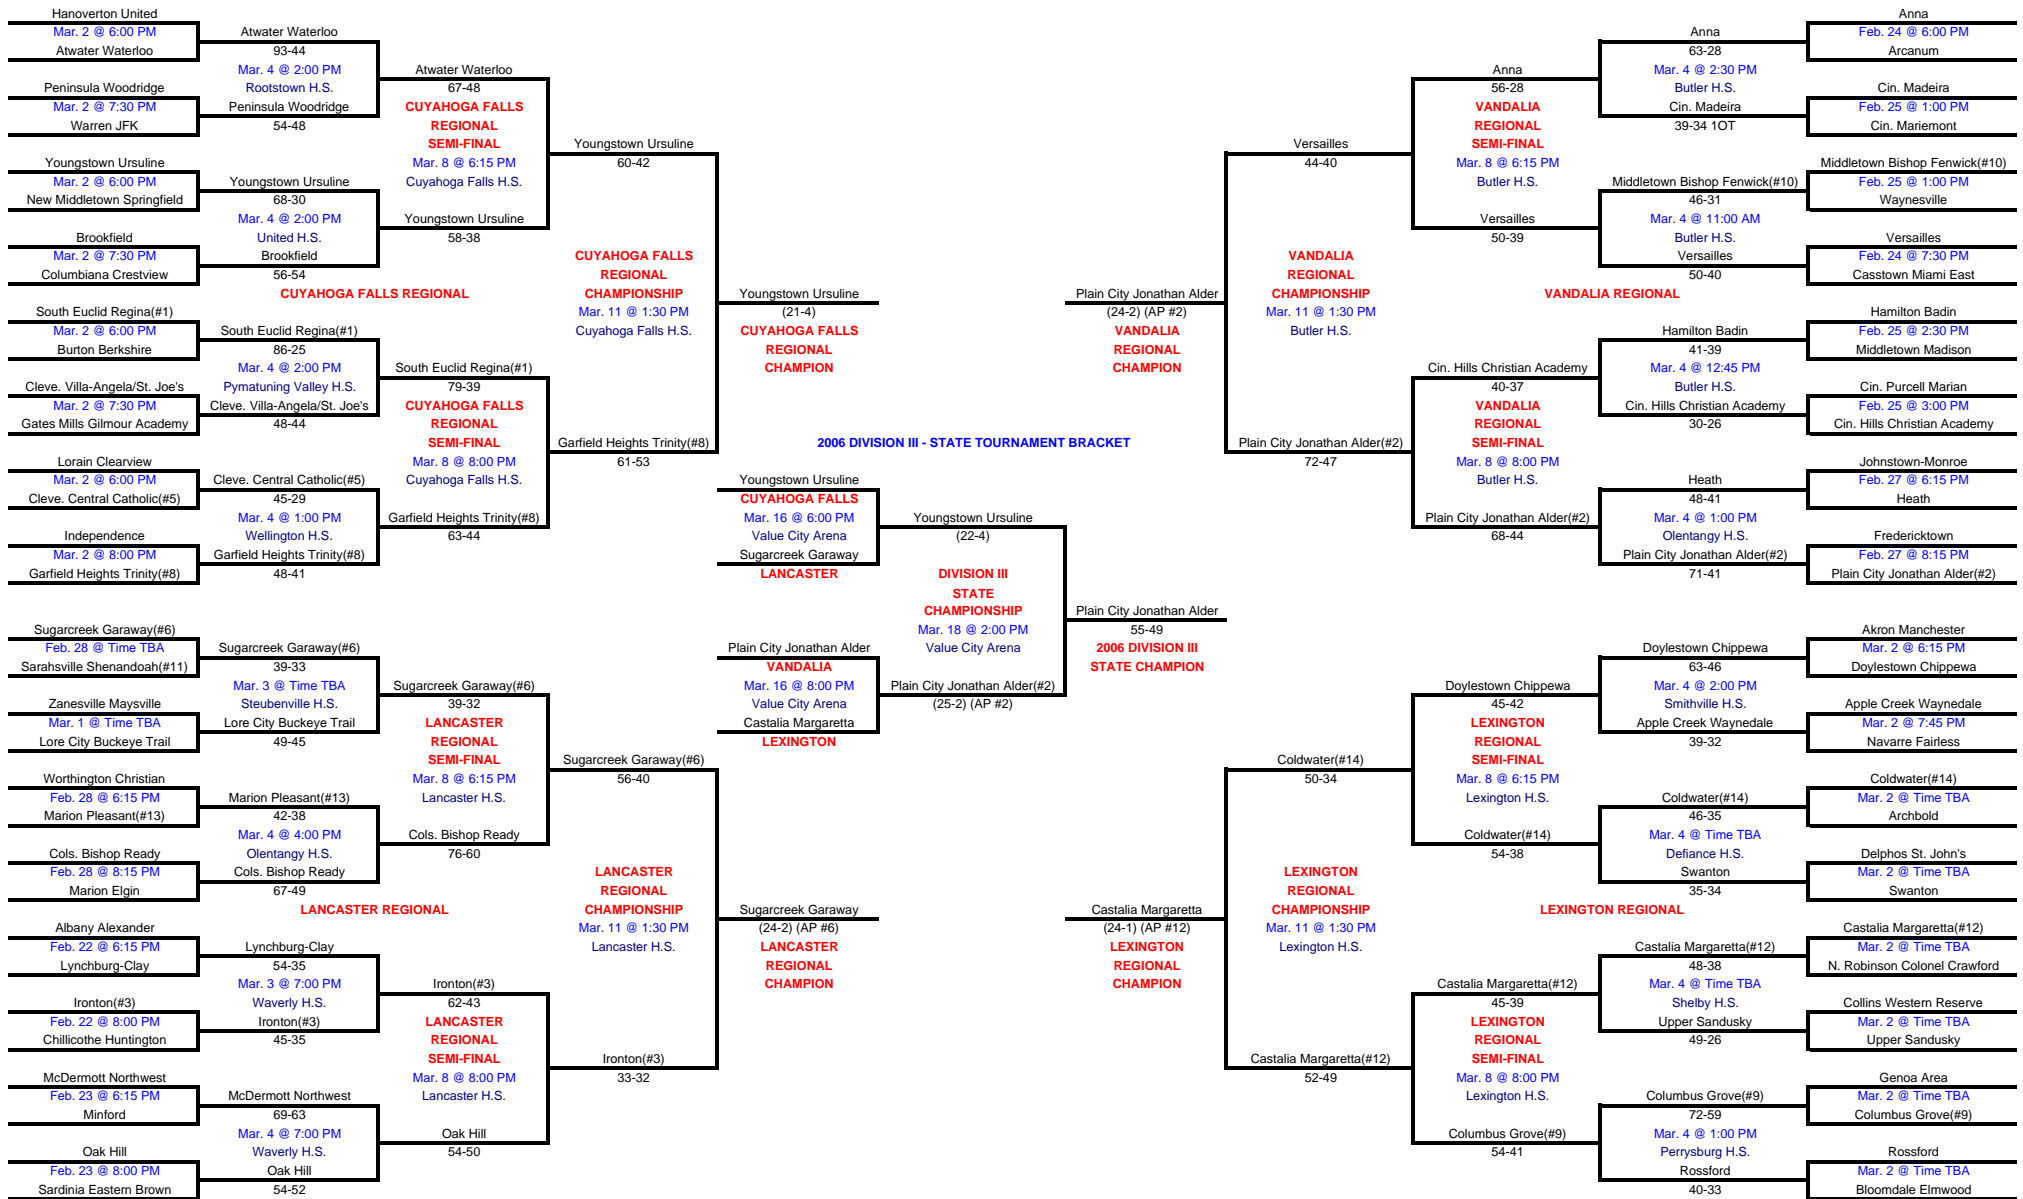 Hanoverton United
Mar. 2 @ 6:00 PM
Atwater Waterloo
Peninsula Woodridge
Mar. 2 @ 7:30 PM
Warren JFK
Youngstown Ursuline
Mar. 2 @ 6:00 PM
New Middletown Springfield
Brookfield
Mar. 2 @ 7:30 PM
Columbiana Crestview
South Euclid Regina(#1)
Mar. 2 @ 6:00 PM
Burton Berkshire
Cleve. Villa-Angela/St. Joe's
Mar. 2 @ 7:30 PM
Gates Mills Gilmour Academy
Lorain Clearview
Mar. 2 @ 6:00 PM
Cleve. Central Catholic(#5)
Independence
Mar. 2 @ 8:00 PM
Garfield Heights Trinity(#8)
Atwater Waterloo
93-44
Mar. 4 @ 2:00 PM
Rootstown H.S.
Peninsula Woodridge
54-48
Youngstown Ursuline
68-30
Mar. 4 @ 2:00 PM
United H.S.
Brookfield
56-54
CUYAHOGA FALLS REGIONAL
South Euclid Regina(#1)
86-25
Mar. 4 @ 2:00 PM
Pymatuning Valley H.S.
Cleve. Villa-Angela/St. Joe's
48-44
Cleve. Central Catholic(#5)
45-29
Mar. 4 @ 1:00 PM
Wellington H.S.
Garfield Heights Trinity(#8)
48-41
Atwater Waterloo
67-48
CUYAHOGA FALLS
REGIONAL
SEMI-FINAL
Mar. 8 @ 6:15 PM
Cuyahoga Falls H.S.
Youngstown Ursuline
58-38
South Euclid Regina(#1)
79-39
CUYAHOGA FALLS
REGIONAL
SEMI-FINAL
Mar. 8 @ 8:00 PM
Cuyahoga Falls H.S.
Garfield Heights Trinity(#8)
63-44
Youngstown Ursuline
60-42
CUYAHOGA FALLS
REGIONAL
CHAMPIONSHIP
Mar. 11 @ 1:30 PM
Cuyahoga Falls H.S.
Garfield Heights Trinity(#8)
61-53
Youngstown Ursuline
(21-4)
CUYAHOGA FALLS
REGIONAL
CHAMPION
Sugarcreek Garaway(#6)
Feb. 28 @ Time TBA
Sarahsville Shenandoah(#11)
Zanesville Maysville
Mar. 1 @ Time TBA
Lore City Buckeye Trail
Worthington Christian
Feb. 28 @ 6:15 PM
Marion Pleasant(#13)
Cols. Bishop Ready
Feb. 28 @ 8:15 PM
Marion Elgin
Albany Alexander
Feb. 22 @ 6:15 PM
Lynchburg-Clay
Ironton(#3)
Feb. 22 @ 8:00 PM
Chillicothe Huntington
McDermott Northwest
Feb. 23 @ 6:15 PM
Minford
Oak Hill
Feb. 23 @ 8:00 PM
Sardinia Eastern Brown
Sugarcreek Garaway(#6)
39-33
Mar. 3 @ Time TBA
Steubenville H.S.
Lore City Buckeye Trail
49-45
Marion Pleasant(#13)
42-38
Mar. 4 @ 4:00 PM
Olentangy H.S.
Cols. Bishop Ready
67-49
LANCASTER REGIONAL
Lynchburg-Clay
54-35
Mar. 3 @ 7:00 PM
Waverly H.S.
Ironton(#3)
45-35
McDermott Northwest
69-63
Mar. 4 @ 7:00 PM
Waverly H.S.
Oak Hill
54-52
Sugarcreek Garaway(#6)
39-32
LANCASTER
REGIONAL
SEMI-FINAL
Mar. 8 @ 6:15 PM
Lancaster H.S.
Cols. Bishop Ready
76-60
Ironton(#3)
62-43
LANCASTER
REGIONAL
SEMI-FINAL
Mar. 8 @ 8:00 PM
Lancaster H.S.
Oak Hill
54-50
Sugarcreek Garaway(#6)
56-40
LANCASTER
REGIONAL
CHAMPIONSHIP
Mar. 11 @ 1:30 PM
Lancaster H.S.
Ironton(#3)
33-32
Sugarcreek Garaway
(24-2) (AP #6)
LANCASTER
REGIONAL
CHAMPION
2006 DIVISION III - STATE TOURNAMENT BRACKET
Youngstown Ursuline
CUYAHOGA FALLS
Mar. 16 @ 6:00 PM
Value City Arena
Sugarcreek Garaway
LANCASTER
Plain City Jonathan Alder
VANDALIA
Mar. 16 @ 8:00 PM
Value City Arena
Castalia Margaretta
LEXINGTON
Youngstown Ursuline
(22-4)
DIVISION III
STATE
CHAMPIONSHIP
Mar. 18 @ 2:00 PM
Value City Arena
Plain City Jonathan Alder(#2)
(25-2) (AP #2)
Plain City Jonathan Alder
55-49
2006 DIVISION III
STATE CHAMPION
Plain City Jonathan Alder
(24-2) (AP #2)
VANDALIA
REGIONAL
CHAMPION
Versailles
44-40
VANDALIA
REGIONAL
CHAMPIONSHIP
Mar. 11 @ 1:30 PM
Butler H.S.
Plain City Jonathan Alder(#2)
72-47
Anna
56-28
VANDALIA
REGIONAL
SEMI-FINAL
Mar. 8 @ 6:15 PM
Butler H.S.
Versailles
50-39
Cin. Hills Christian Academy
40-37
VANDALIA
REGIONAL
SEMI-FINAL
Mar. 8 @ 8:00 PM
Butler H.S.
Plain City Jonathan Alder(#2)
68-44
Anna
63-28
Mar. 4 @ 2:30 PM
Butler H.S.
Cin. Madeira
39-34 1OT
Middletown Bishop Fenwick(#10)
46-31
Mar. 4 @ 11:00 AM
Butler H.S.
Versailles
50-40
VANDALIA REGIONAL
Hamilton Badin
41-39
Mar. 4 @ 12:45 PM
Butler H.S.
Cin. Hills Christian Academy
30-26
Heath
48-41
Mar. 4 @ 1:00 PM
Olentangy H.S.
Plain City Jonathan Alder(#2)
71-41
Anna
Feb. 24 @ 6:00 PM
Arcanum
Cin. Madeira
Feb. 25 @ 1:00 PM
Cin. Mariemont
Middletown Bishop Fenwick(#10)
Feb. 25 @ 1:00 PM
Waynesville
Versailles
Feb. 24 @ 7:30 PM
Casstown Miami East
Hamilton Badin
Feb. 25 @ 2:30 PM
Middletown Madison
Cin. Purcell Marian
Feb. 25 @ 3:00 PM
Cin. Hills Christian Academy
Johnstown-Monroe
Feb. 27 @ 6:15 PM
Heath
Fredericktown
Feb. 27 @ 8:15 PM
Plain City Jonathan Alder(#2)
Castalia Margaretta
(24-1) (AP #12)
LEXINGTON
REGIONAL
CHAMPION
Coldwater(#14)
50-34
LEXINGTON
REGIONAL
CHAMPIONSHIP
Mar. 11 @ 1:30 PM
Lexington H.S.
Castalia Margaretta(#12)
52-49
Doylestown Chippewa
45-42
LEXINGTON
REGIONAL
SEMI-FINAL
Mar. 8 @ 6:15 PM
Lexington H.S.
Coldwater(#14)
54-38
Castalia Margaretta(#12)
45-39
LEXINGTON
REGIONAL
SEMI-FINAL
Mar. 8 @ 8:00 PM
Lexington H.S.
Columbus Grove(#9)
54-41
Doylestown Chippewa
63-46
Mar. 4 @ 2:00 PM
Smithville H.S.
Apple Creek Waynedale
39-32
Coldwater(#14)
46-35
Mar. 4 @ Time TBA
Defiance H.S.
Swanton
35-34
LEXINGTON REGIONAL
Castalia Margaretta(#12)
48-38
Mar. 4 @ Time TBA
Shelby H.S.
Upper Sandusky
49-26
Columbus Grove(#9)
72-59
Mar. 4 @ 1:00 PM
Perrysburg H.S.
Rossford
40-33
Akron Manchester
Mar. 2 @ 6:15 PM
Doylestown Chippewa
Apple Creek Waynedale
Mar. 2 @ 7:45 PM
Navarre Fairless
Coldwater(#14)
Mar. 2 @ Time TBA
Archbold
Delphos St. John's
Mar. 2 @ Time TBA
Swanton
Castalia Margaretta(#12)
Mar. 2 @ Time TBA
N. Robinson Colonel Crawford
Collins Western Reserve
Mar. 2 @ Time TBA
Upper Sandusky
Genoa Area
Mar. 2 @ Time TBA
Columbus Grove(#9)
Rossford
Mar. 2 @ Time TBA
Bloomdale Elmwood